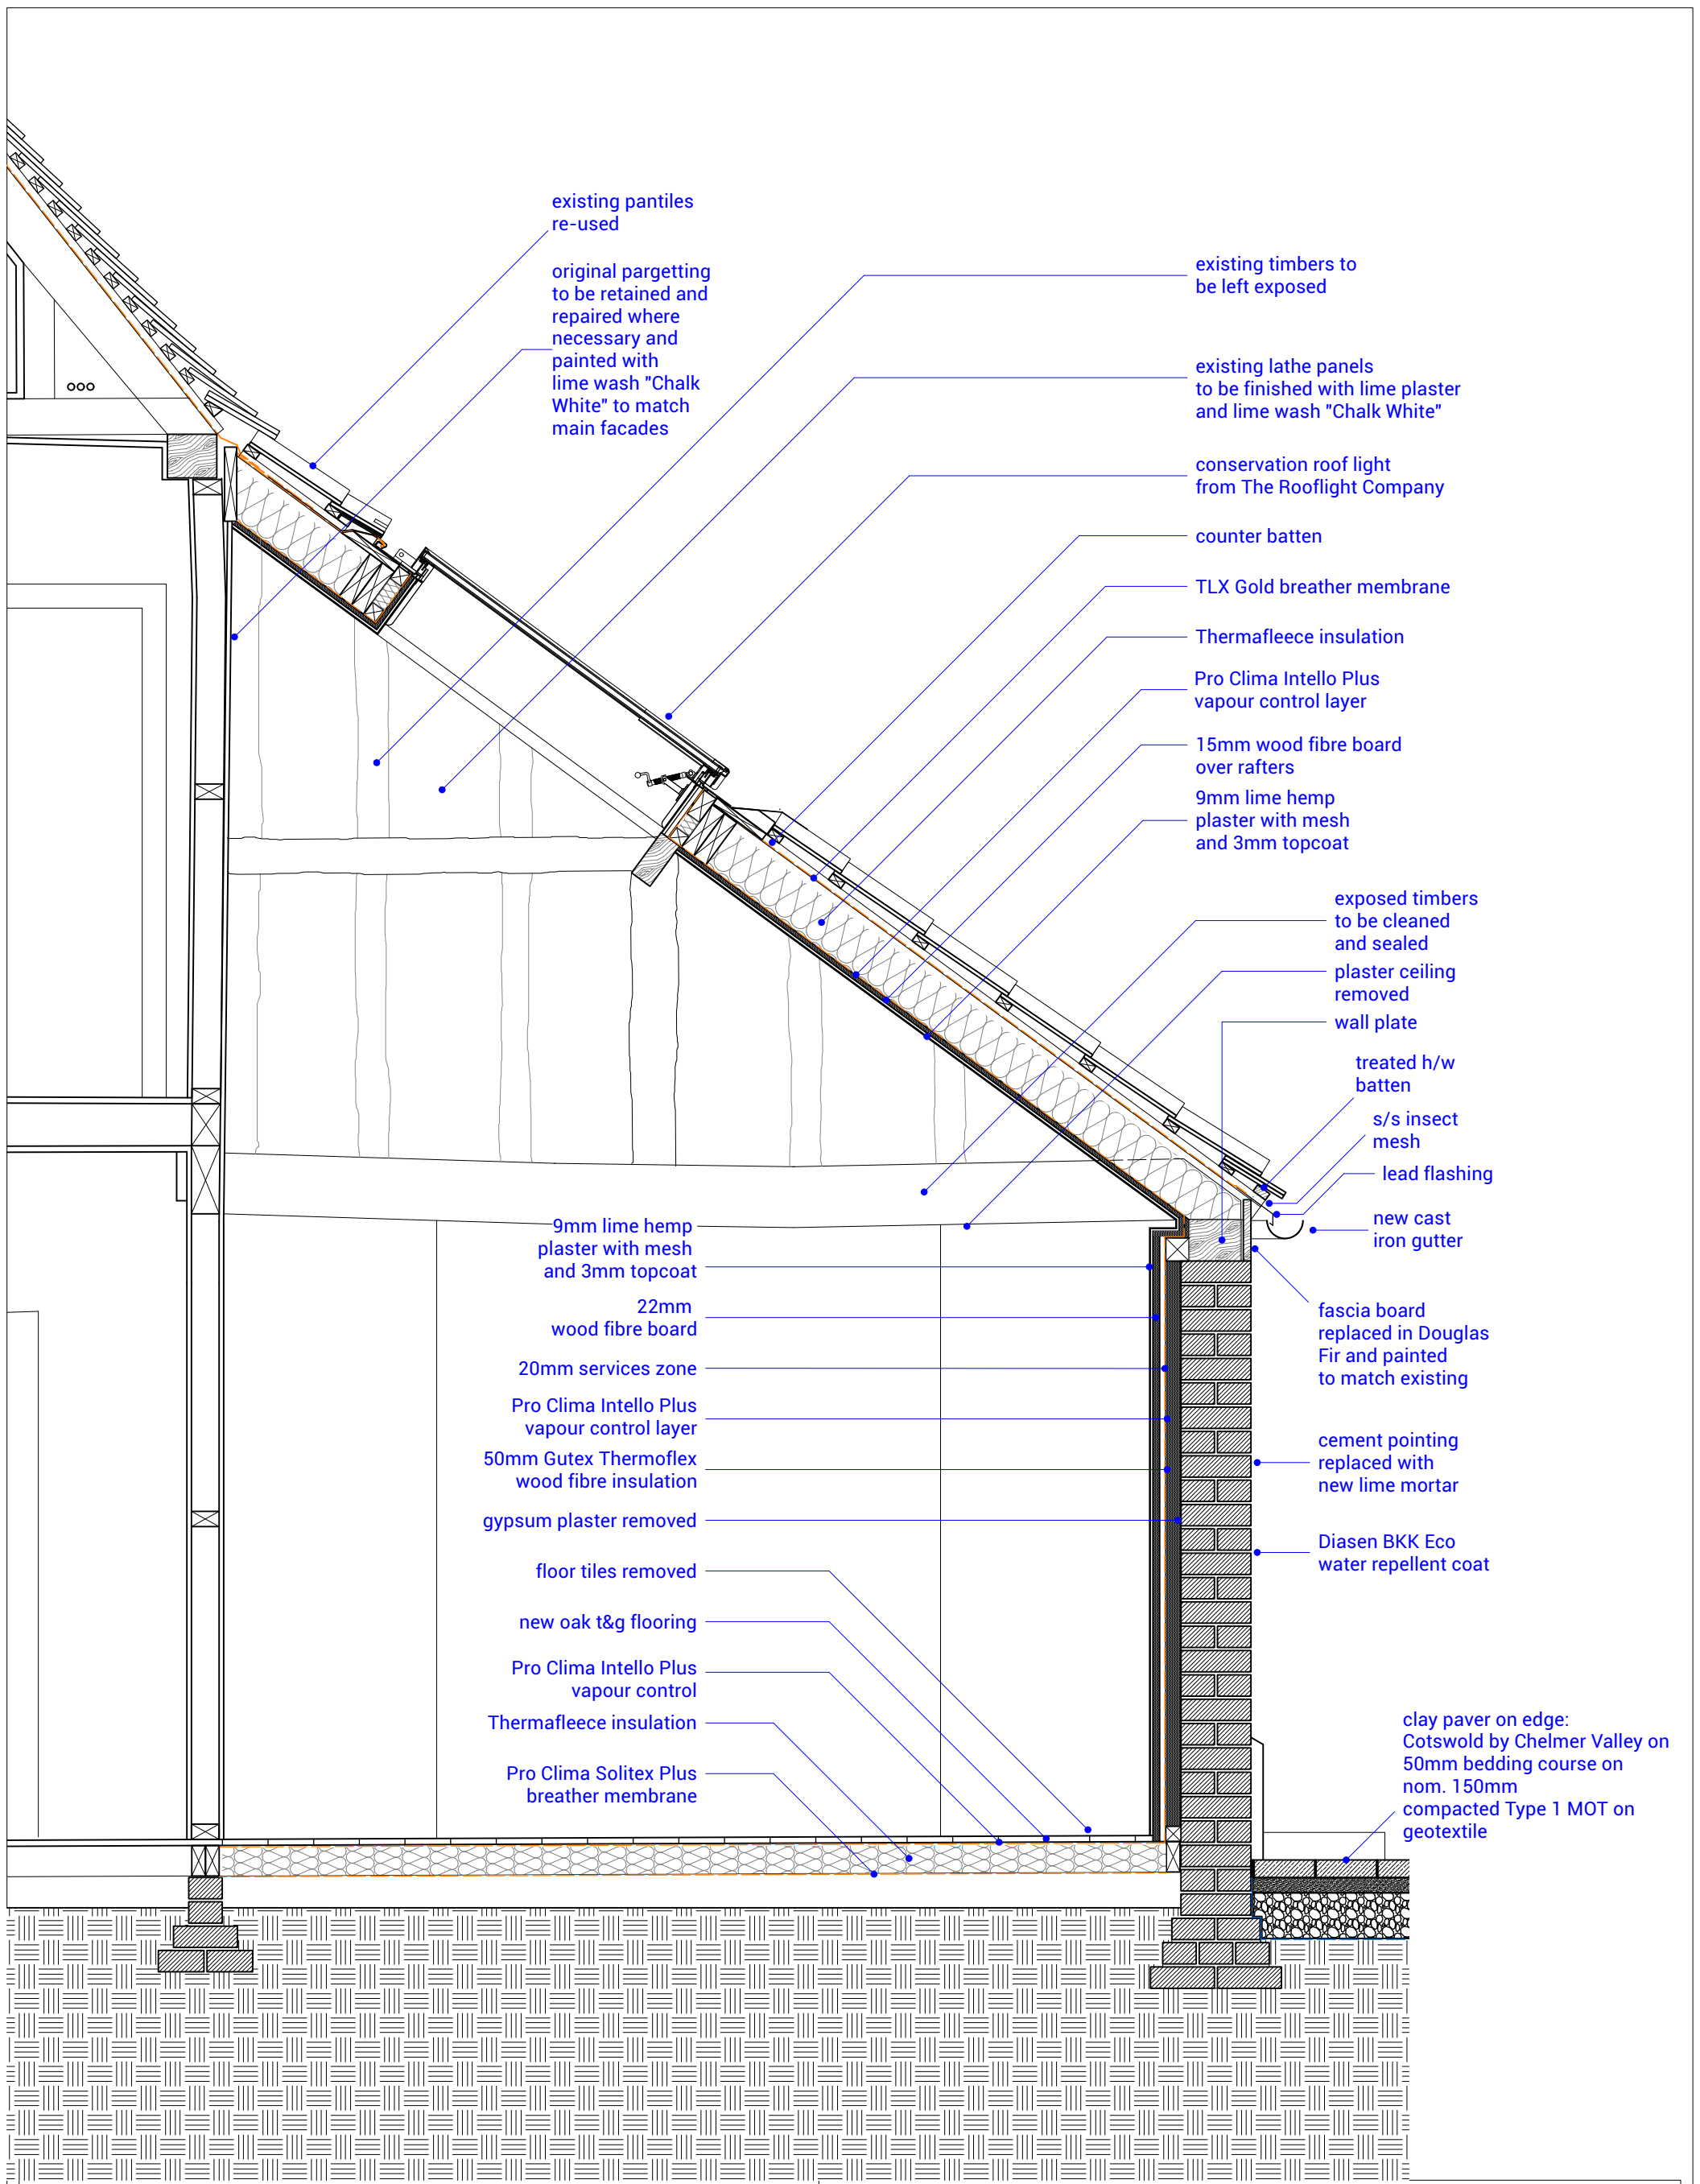 existing pantiles
re-used
original pargetting
to be retained and
repaired where
necessary and
painted with
lime wash "Chalk
White" to match
main facades
existing timbers to
be left exposed
existing lathe panels
to be finished with lime plaster
and lime wash "Chalk White"
conservation roof light
from The Rooflight Company
counter batten
TLX Gold breather membrane
Thermafleece insulation
Pro Clima Intello Plus
vapour control layer
15mm wood fibre board
over rafters
9mm lime hemp
plaster with mesh
and 3mm topcoat
exposed timbers
to be cleaned
and sealed
plaster ceiling
removed
wall plate
treated h/w
batten
s/s insect
mesh
lead flashing
new cast
iron gutter
9mm lime hemp
plaster with mesh
and 3mm topcoat
22mm
wood fibre board
20mm services zone
Pro Clima Intello Plus
vapour control layer
50mm Gutex Thermoflex
wood fibre insulation
gypsum plaster removed
floor tiles removed
new oak t&g flooring
Pro Clima Intello Plus
vapour control
Thermafleece insulation
Pro Clima Solitex Plus
breather membrane
fascia board
replaced in Douglas
Fir and painted
to match existing
cement pointing
replaced with
new lime mortar
Diasen BKK Eco
water repellent coat
clay paver on edge:
Cotswold by Chelmer Valley on
50mm bedding course on
nom. 150mm
compacted Type 1 MOT on
geotextile